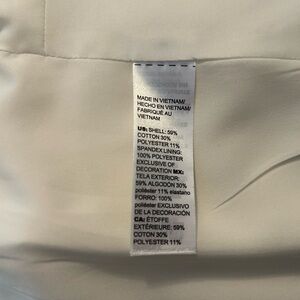 MADE IN VIETNAM/
HECHO EN VIETNAM/
FABRIQUÉ AU
VIETNAM
US: SHELL: 59%
COTTON 30%
POLYESTER 11%
SPANDEX LINING:
100% POLYESTER
EXCLUSIVE OF
DECORATION MX:
TELA EXTERIOR:
59% ALGODÓN 30%
poliéster 11% elastano
FORRO: 100%
poliéster EXCLUSIVO
DE LA DECORACIÓN
CA: ÉTOFFE
EXTÉRIEURE: 59%
COTON 30%
POLYESTER 11%